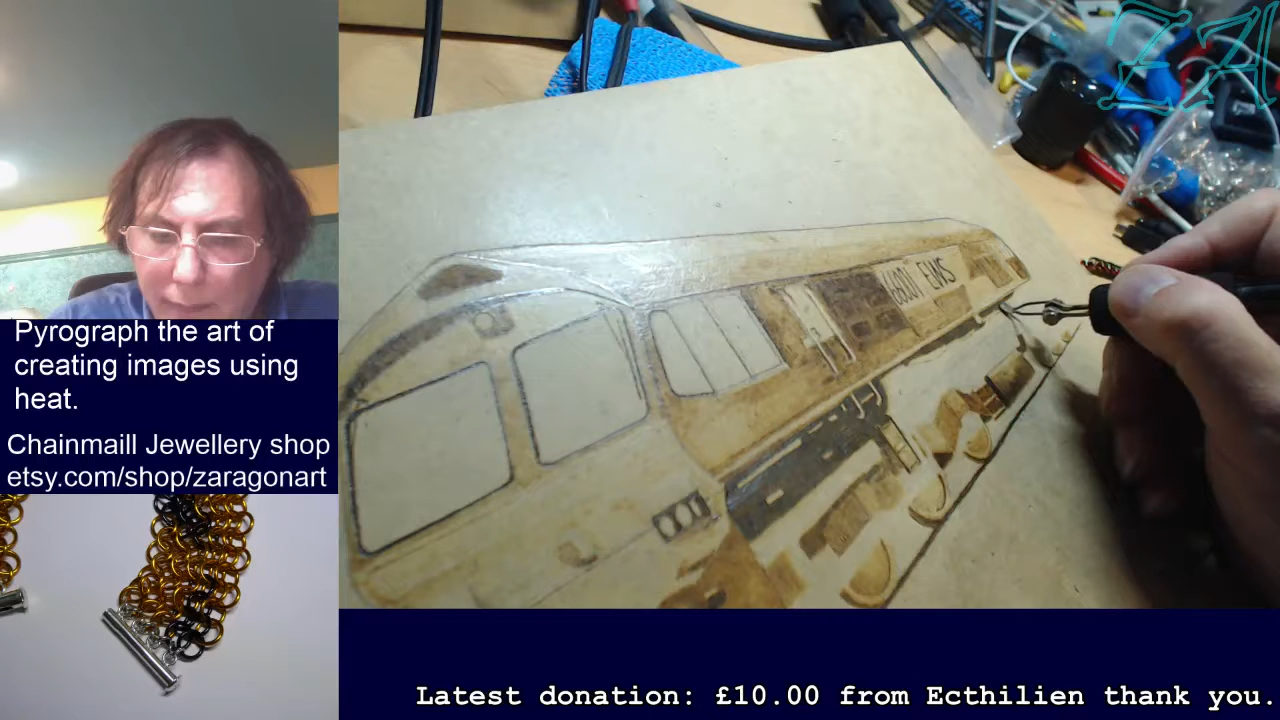 Pyrograph the art of
creating images using
heat.
Chainmaill Jewellery shop
etsy.com/shop/zaragonart
66001 EWS
ZA
Latest donation: £10.00 from Ecthilien thank you.